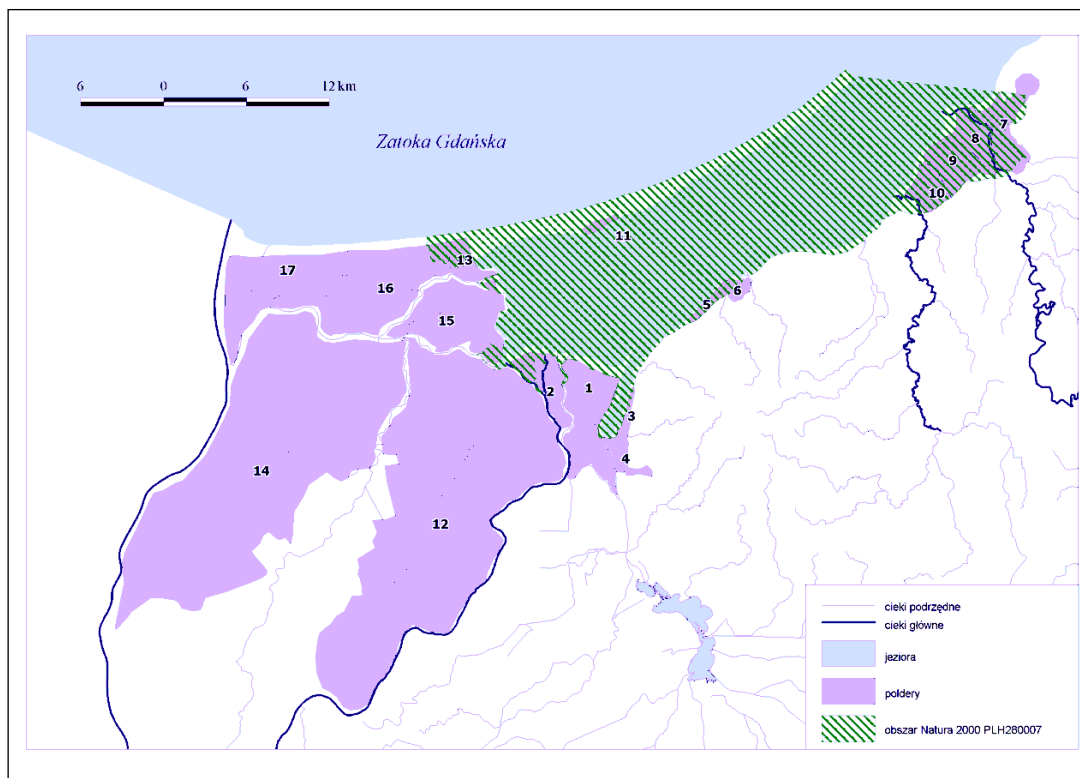 6 0 6 12 km
Zatoka Gdańska
7
8
9
10
11
13
17
16
6
5
15
2
1
3
4
14
12
cieki podrzędne
cieki główne
jeziora
poldery
obszar Natura 2000 PLH280007